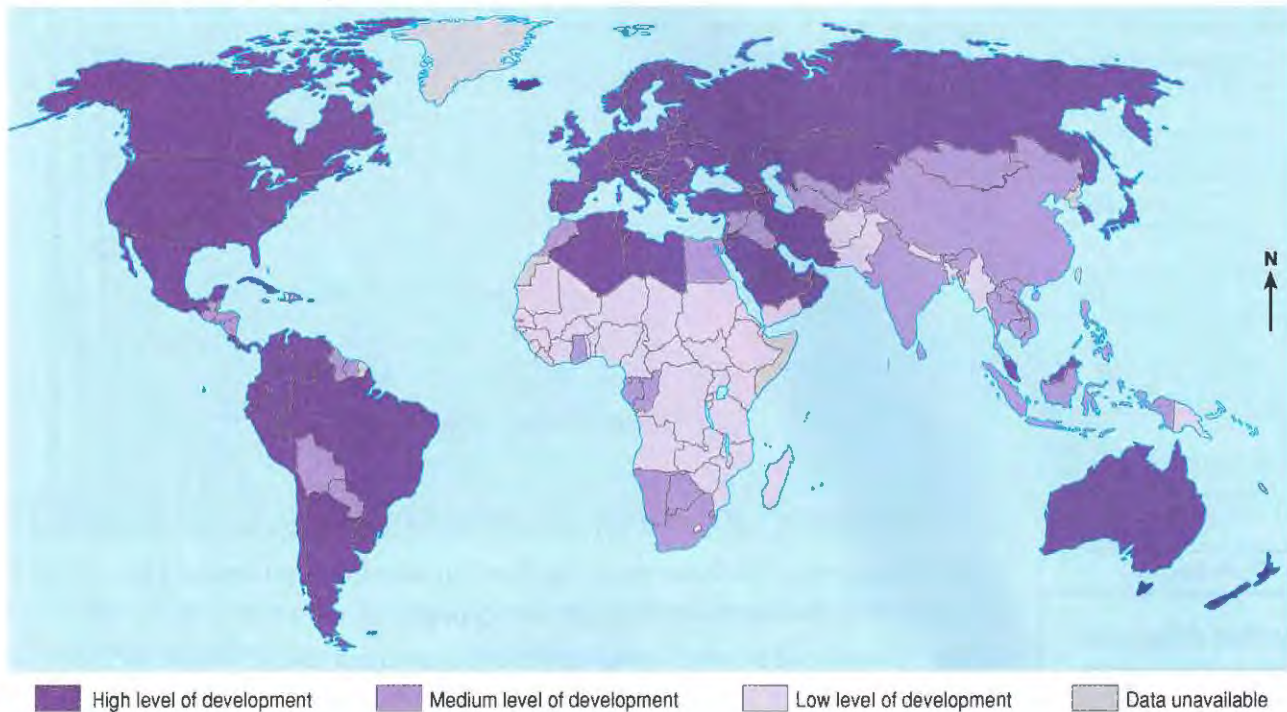 N
High level of development
Medium level of development
Low level of development
Data unavailable